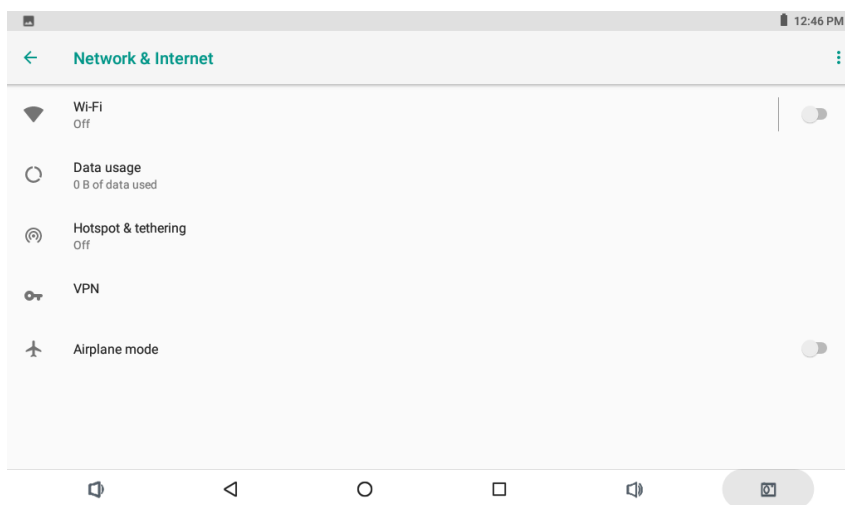 12:46 PM
Network & Internet
Wi-Fi
Off
Data usage
0 B of data used
Hotspot & tethering
Off
VPN
Airplane mode